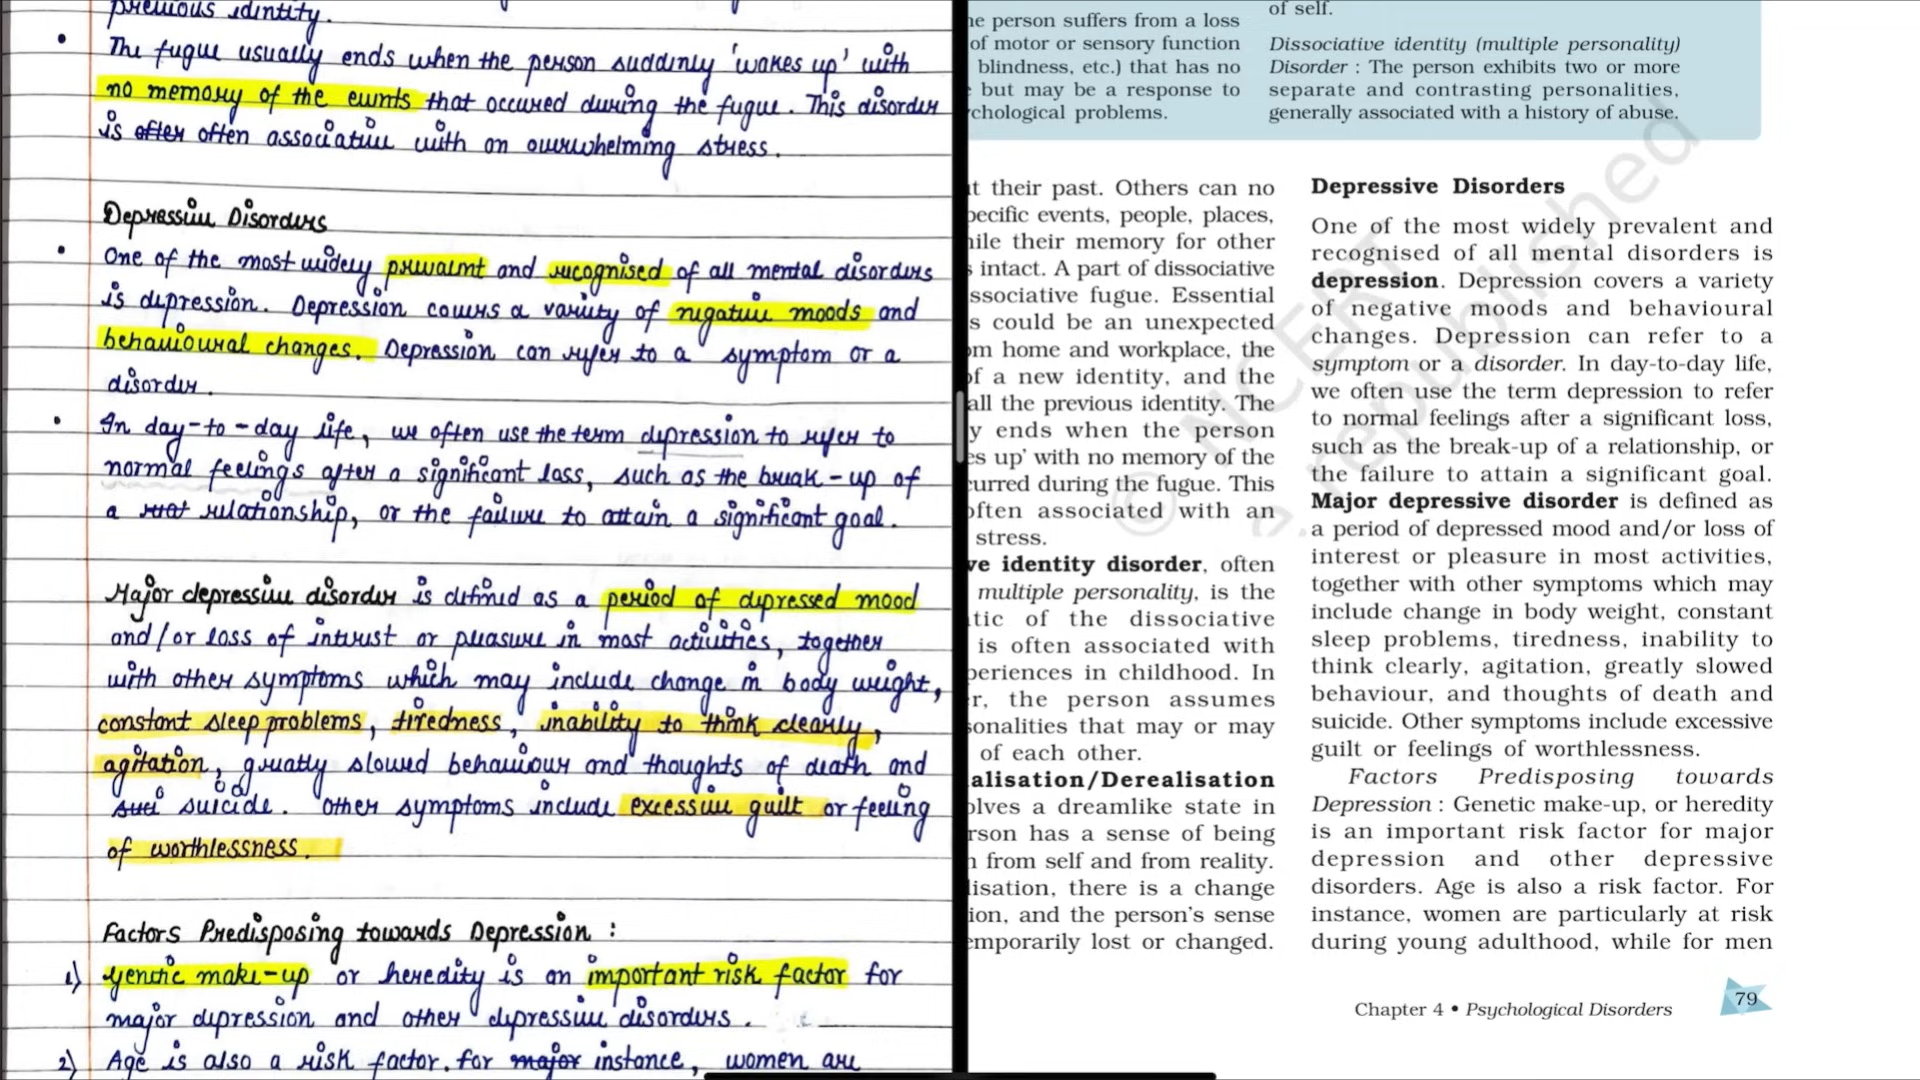 previous identity.
• The fugue usually ends when the person suddenly 'wakes up' with
no memory of the events that occured during the fugue. This disorder
is often often associative with an overwhelming stress.
Depressive Disorders
• One of the most widely prevalent and recognised of all mental disorders
is depression. Depression covers a variety of negative moods and
behavioural changes. Depression can refer to a symptom or a
disorder.
• In day-to-day life, we often use the term depression to refer to
normal feelings after a significant loss, such as the break-up of
a relationship, or the failure to attain a significant goal.
Major depressive disorder is defined as a period of depressed mood
and/or loss of interest or pleasure in most activities, together
with other symptoms which may include change in body weight,
constant sleep problems, tiredness, inability to think clearly,
agitation, greatly slowed behaviour and thoughts of death and
suicide. Other symptoms include excessive guilt or feeling
of worthlessness.
Factors Predisposing towards Depression :
1) Genetic make-up or heredity is an important risk factor for
major depression and other depressive disorders.
2) Age is also a risk factor. for major instance, women are
he person suffers from a loss
of motor or sensory function
blindness, etc.) that has no
but may be a response to
chological problems.
of self.
Dissociative identity (multiple personality)
Disorder : The person exhibits two or more
separate and contrasting personalities,
generally associated with a history of abuse.
t their past. Others can no
pecific events, people, places,
ile their memory for other
s intact. A part of dissociative
ssociative fugue. Essential
s could be an unexpected
om home and workplace, the
of a new identity, and the
all the previous identity. The
y ends when the person
es up' with no memory of the
curred during the fugue. This
often associated with an
stress.
ve identity disorder, often
multiple personality, is the
tic of the dissociative
is often associated with
periences in childhood. In
r, the person assumes
sonalities that may or may
of each other.
alisation/Derealisation
olves a dreamlike state in
rson has a sense of being
n from self and from reality.
lisation, there is a change
ion, and the person's sense
emporarily lost or changed.
Depressive Disorders
One of the most widely prevalent and
recognised of all mental disorders is
depression. Depression covers a variety
of negative moods and behavioural
changes. Depression can refer to a
symptom or a disorder. In day-to-day life,
we often use the term depression to refer
to normal feelings after a significant loss,
such as the break-up of a relationship, or
the failure to attain a significant goal.
Major depressive disorder is defined as
a period of depressed mood and/or loss of
interest or pleasure in most activities,
together with other symptoms which may
include change in body weight, constant
sleep problems, tiredness, inability to
think clearly, agitation, greatly slowed
behaviour, and thoughts of death and
suicide. Other symptoms include excessive
guilt or feelings of worthlessness.
Factors Predisposing towards
Depression : Genetic make-up, or heredity
is an important risk factor for major
depression and other depressive
disorders. Age is also a risk factor. For
instance, women are particularly at risk
during young adulthood, while for men
Chapter 4 • Psychological Disorders
79
© NCERT
republished